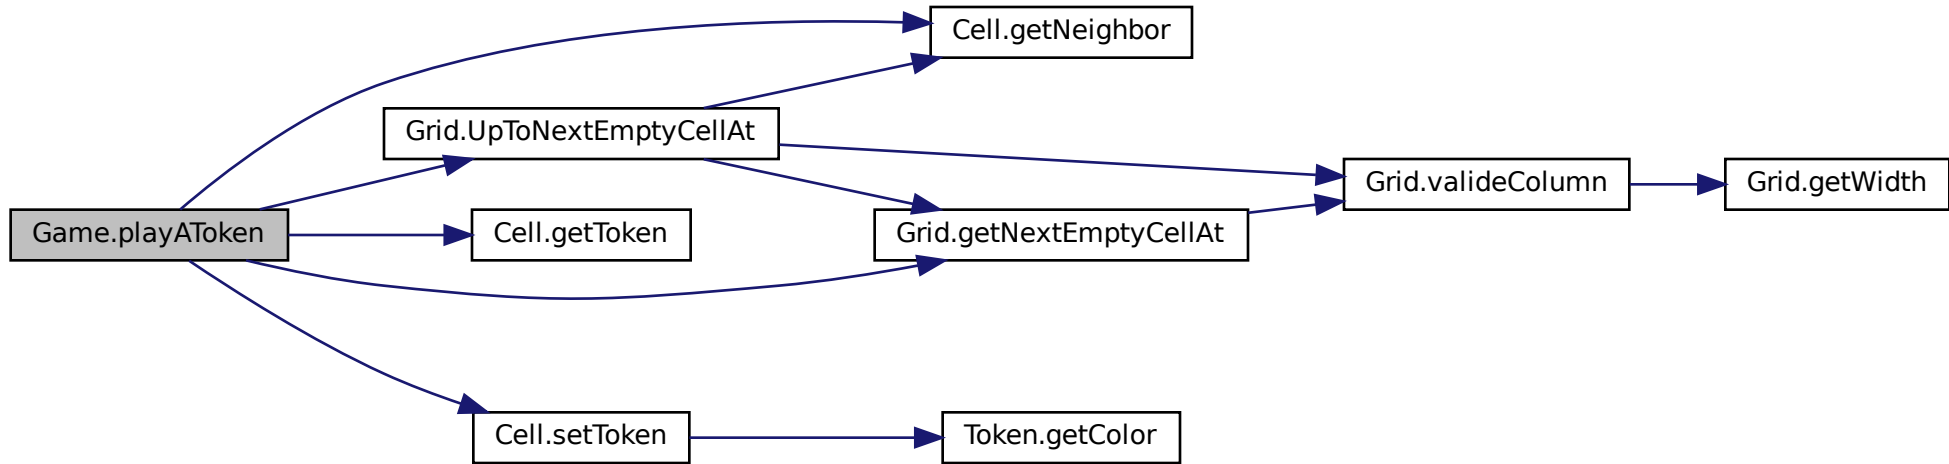 Cell.getNeighbor
Grid.UpToNextEmptyCellAt
Grid.valideColumn
Grid.getWidth
Game.playAToken
Cell.getToken
Grid.getNextEmptyCellAt
Cell.setToken
Token.getColor